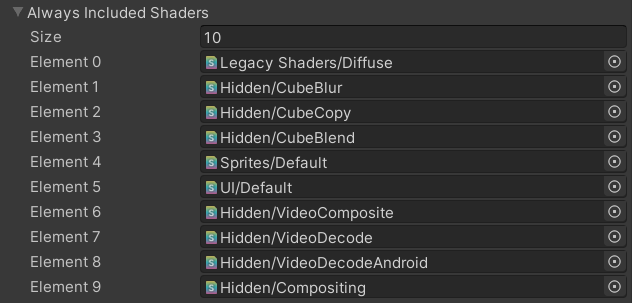 Always Included Shaders
Size 10
Element 0 Legacy Shaders/Diffuse
Element 1 Hidden/CubeBlur
Element 2 Hidden/CubeCopy
Element 3 Hidden/CubeBlend
Element 4 Sprites/Default
Element 5 UI/Default
Element 6 Hidden/VideoComposite
Element 7 Hidden/VideoDecode
Element 8 Hidden/VideoDecodeAndroid
Element 9 Hidden/Compositing